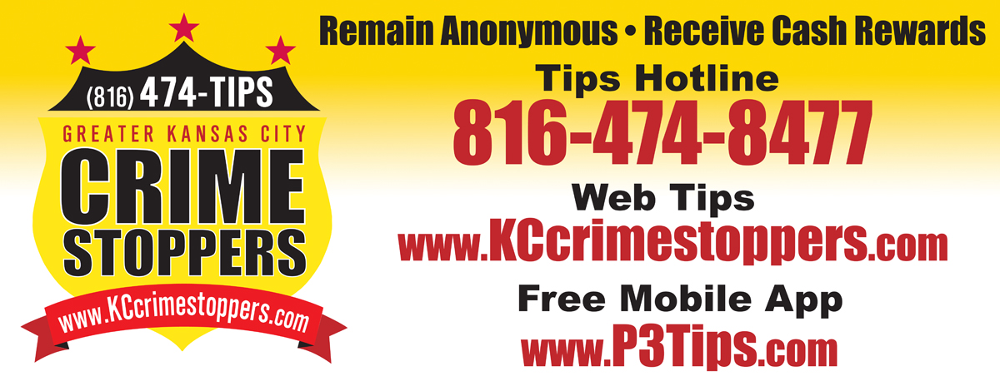 (816) 474-TIPS
GREATER KANSAS CITY
CRIME
STOPPERS
www.KCcrimestoppers.com
Remain Anonymous • Receive Cash Rewards
Tips Hotline
816-474-8477
Web Tips
www.KCcrimestoppers.com
Free Mobile App
www.P3Tips.com